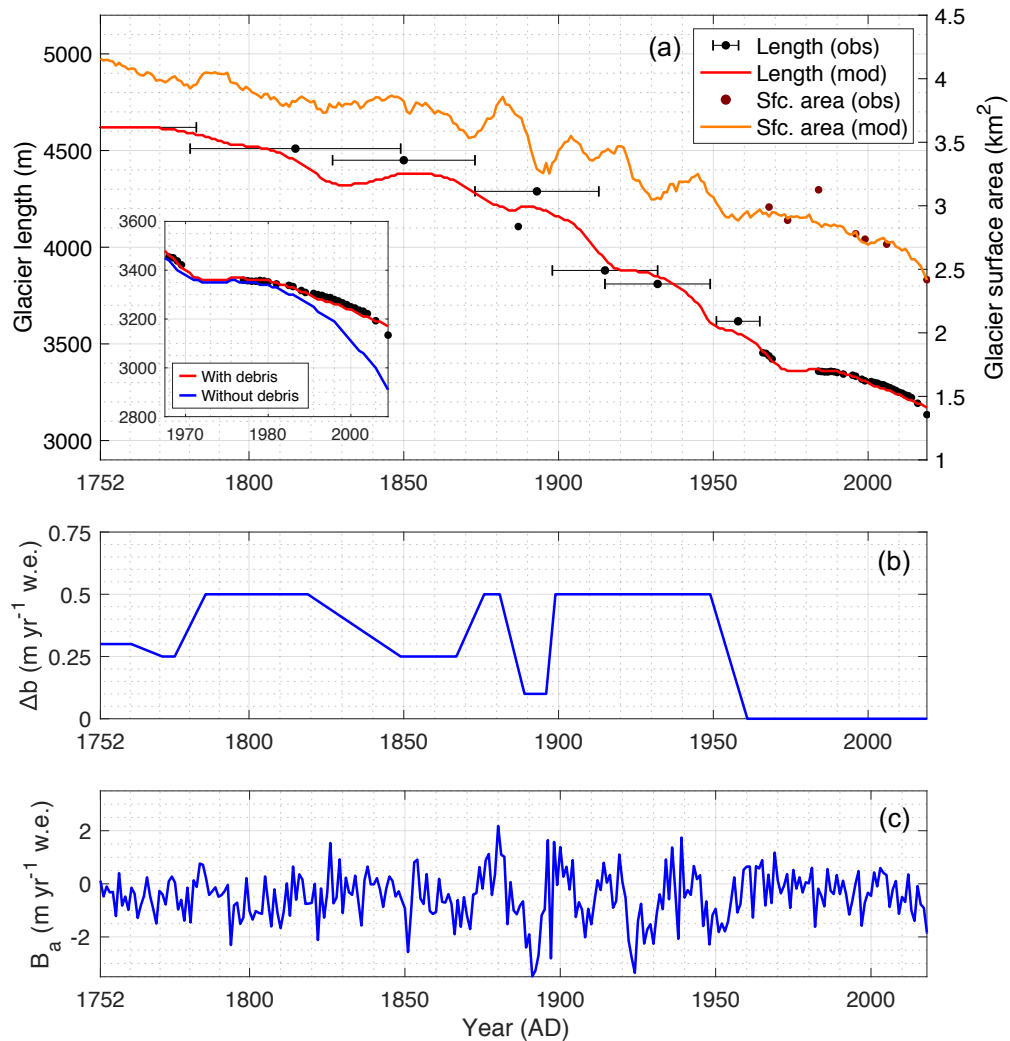 (a)
Length (obs)
Length (mod)
Sfc. area (obs)
Sfc. area (mod)
Glacier length (m)
5000
4500
4000
3500
3000
Glacier surface area (km²)
4.5
4
3.5
3
2.5
2
1.5
1
3600
3400
3200
3000
2800
With debris
Without debris
1970 1980 2000
1752 1800 1850 1900 1950 2000
(b)
Δb (m yr⁻¹ w.e.)
0.75
0.5
0.25
0
1752 1800 1850 1900 1950 2000
(c)
Bₐ (m yr⁻¹ w.e.)
2
0
-2
1752 1800 1850 1900 1950 2000
Year (AD)